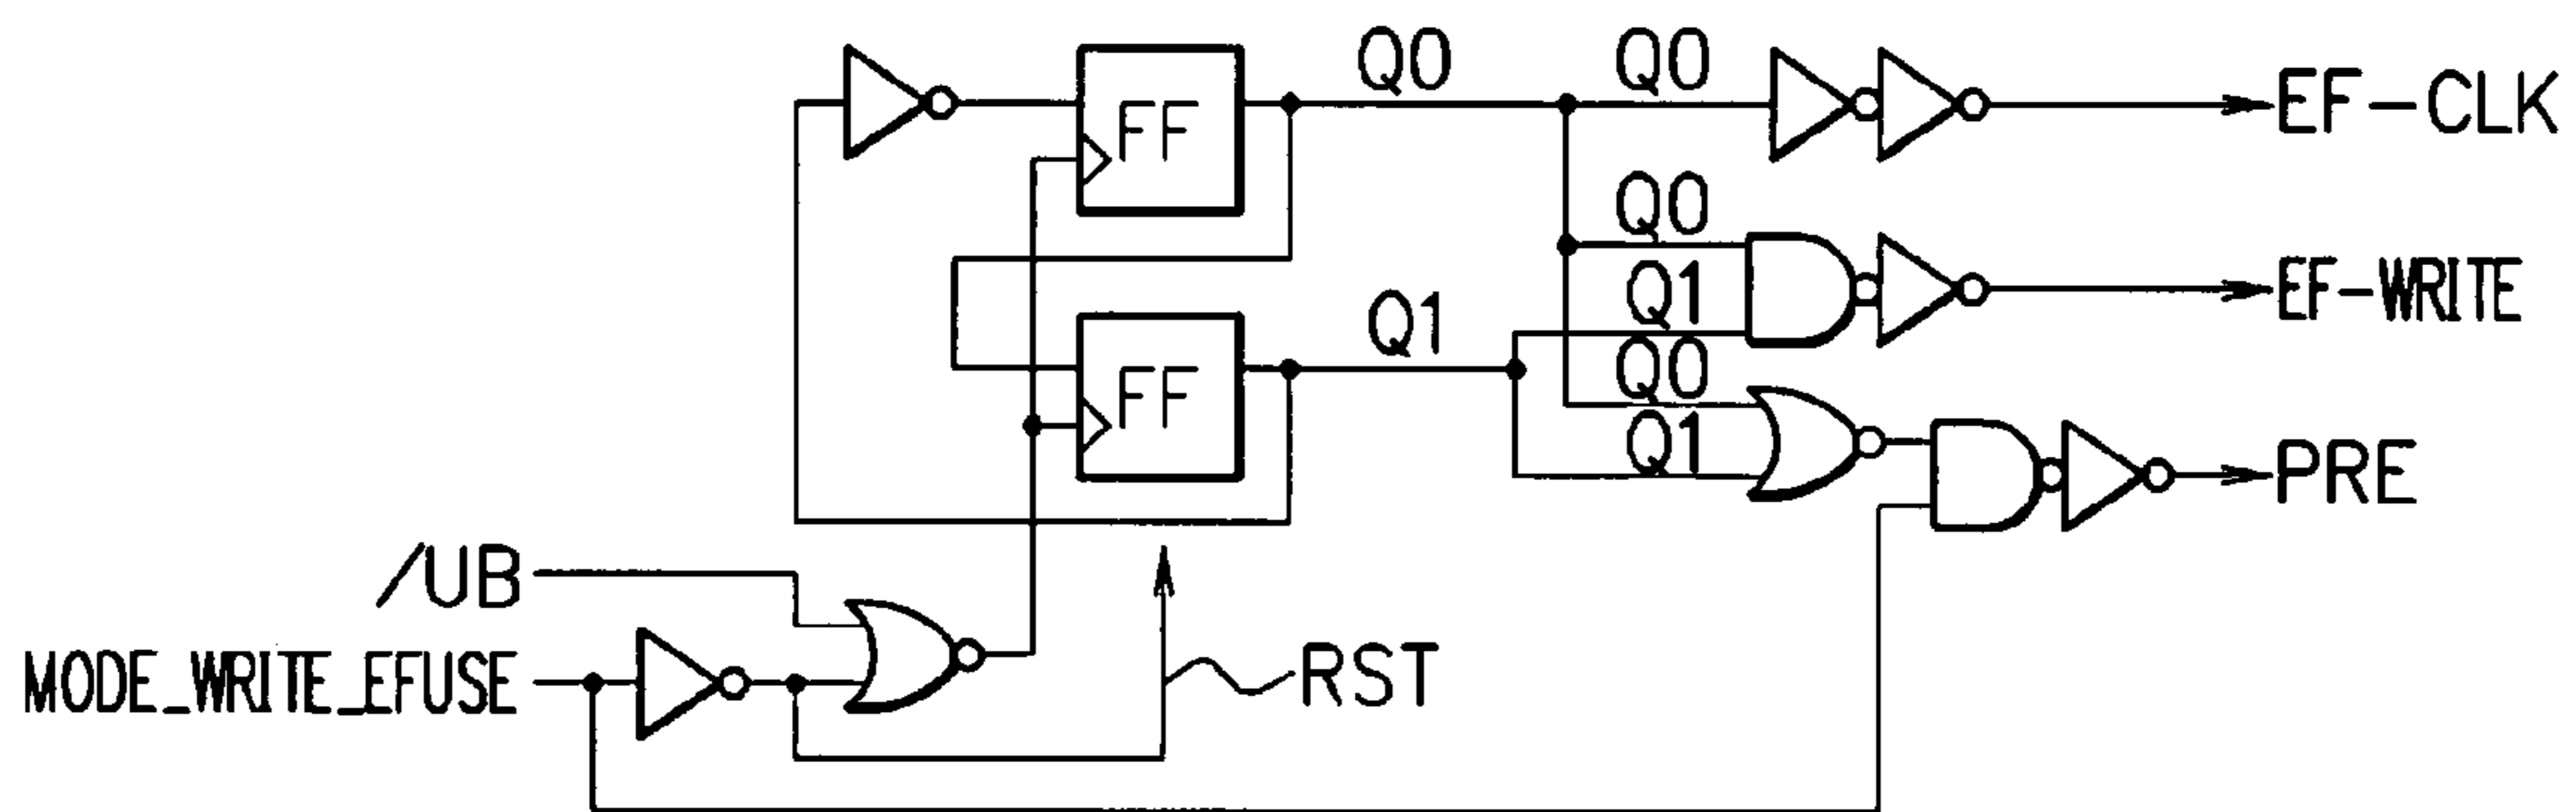 Q0 Q0 EF-CLK
FF
Q0
Q1 EF-WRITE
Q1
Q0
FF
Q1 PRE
/UB
MODE_WRITE_EFUSE RST